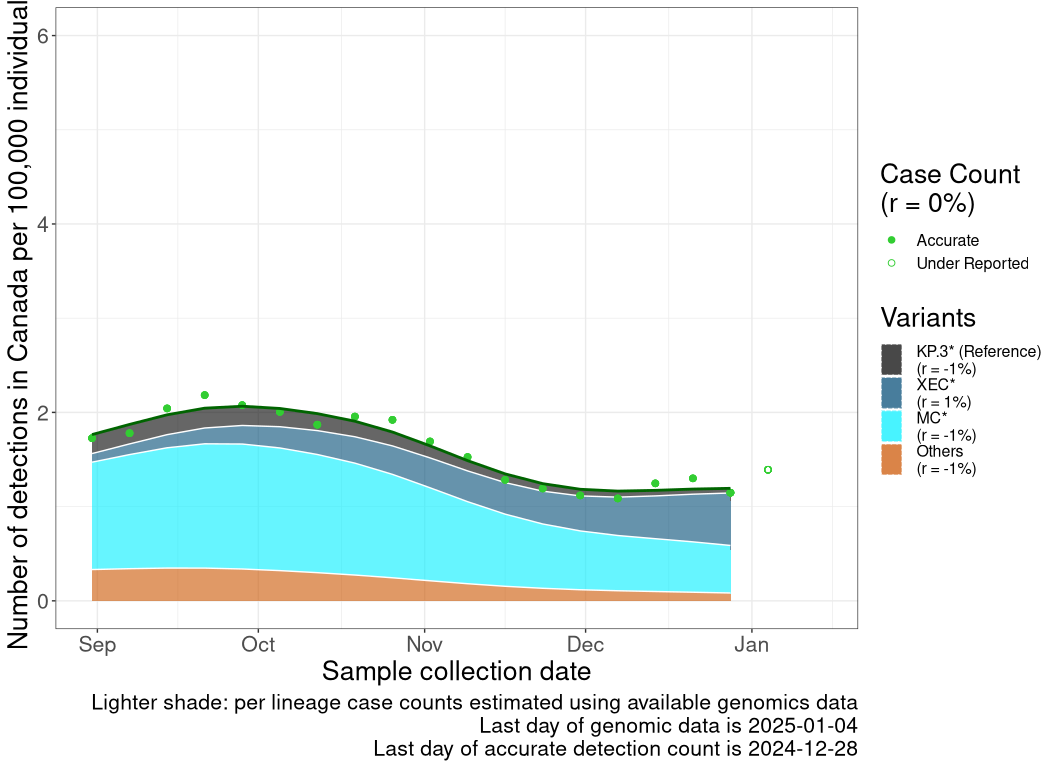 Number of detections in Canada per 100,000 individual
6
4
2
0
Sep Oct Nov Dec Jan
Sample collection date
Lighter shade: per lineage case counts estimated using available genomics data
Last day of genomic data is 2025-01-04
Last day of accurate detection count is 2024-12-28
Case Count
(r = 0%)
Accurate
Under Reported
Variants
KP.3* (Reference)
(r = -1%)
XEC*
(r = 1%)
MC*
(r = -1%)
Others
(r = -1%)